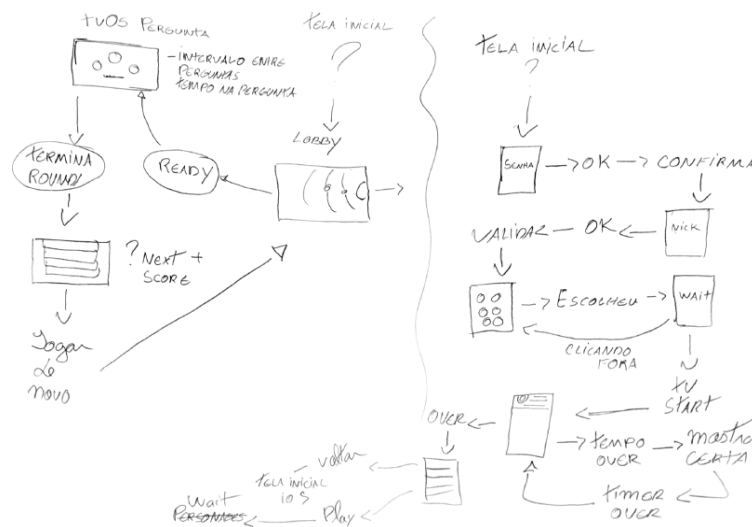 tvOS PERGUNTA
- INTERVALO ENTRE
PERGUNTAS
TEMPO NA PERGUNTA
TELA INICIAL
?
LOBBY
READY
TERMINA
ROUND
? NEXT +
SCORE
Jogar
de
novo
TELA INICIAL
?
SENHA
OK
CONFIRMA
NICK
OK
VALIDA
ESCOLHEU
WAIT
CLICANDO
FORA
TV
START
OVER
TEMPO
OVER
MOSTRA
CERTA
TIMER
OVER
Voltar
TELA INICIAL
iOS
Play
Wait